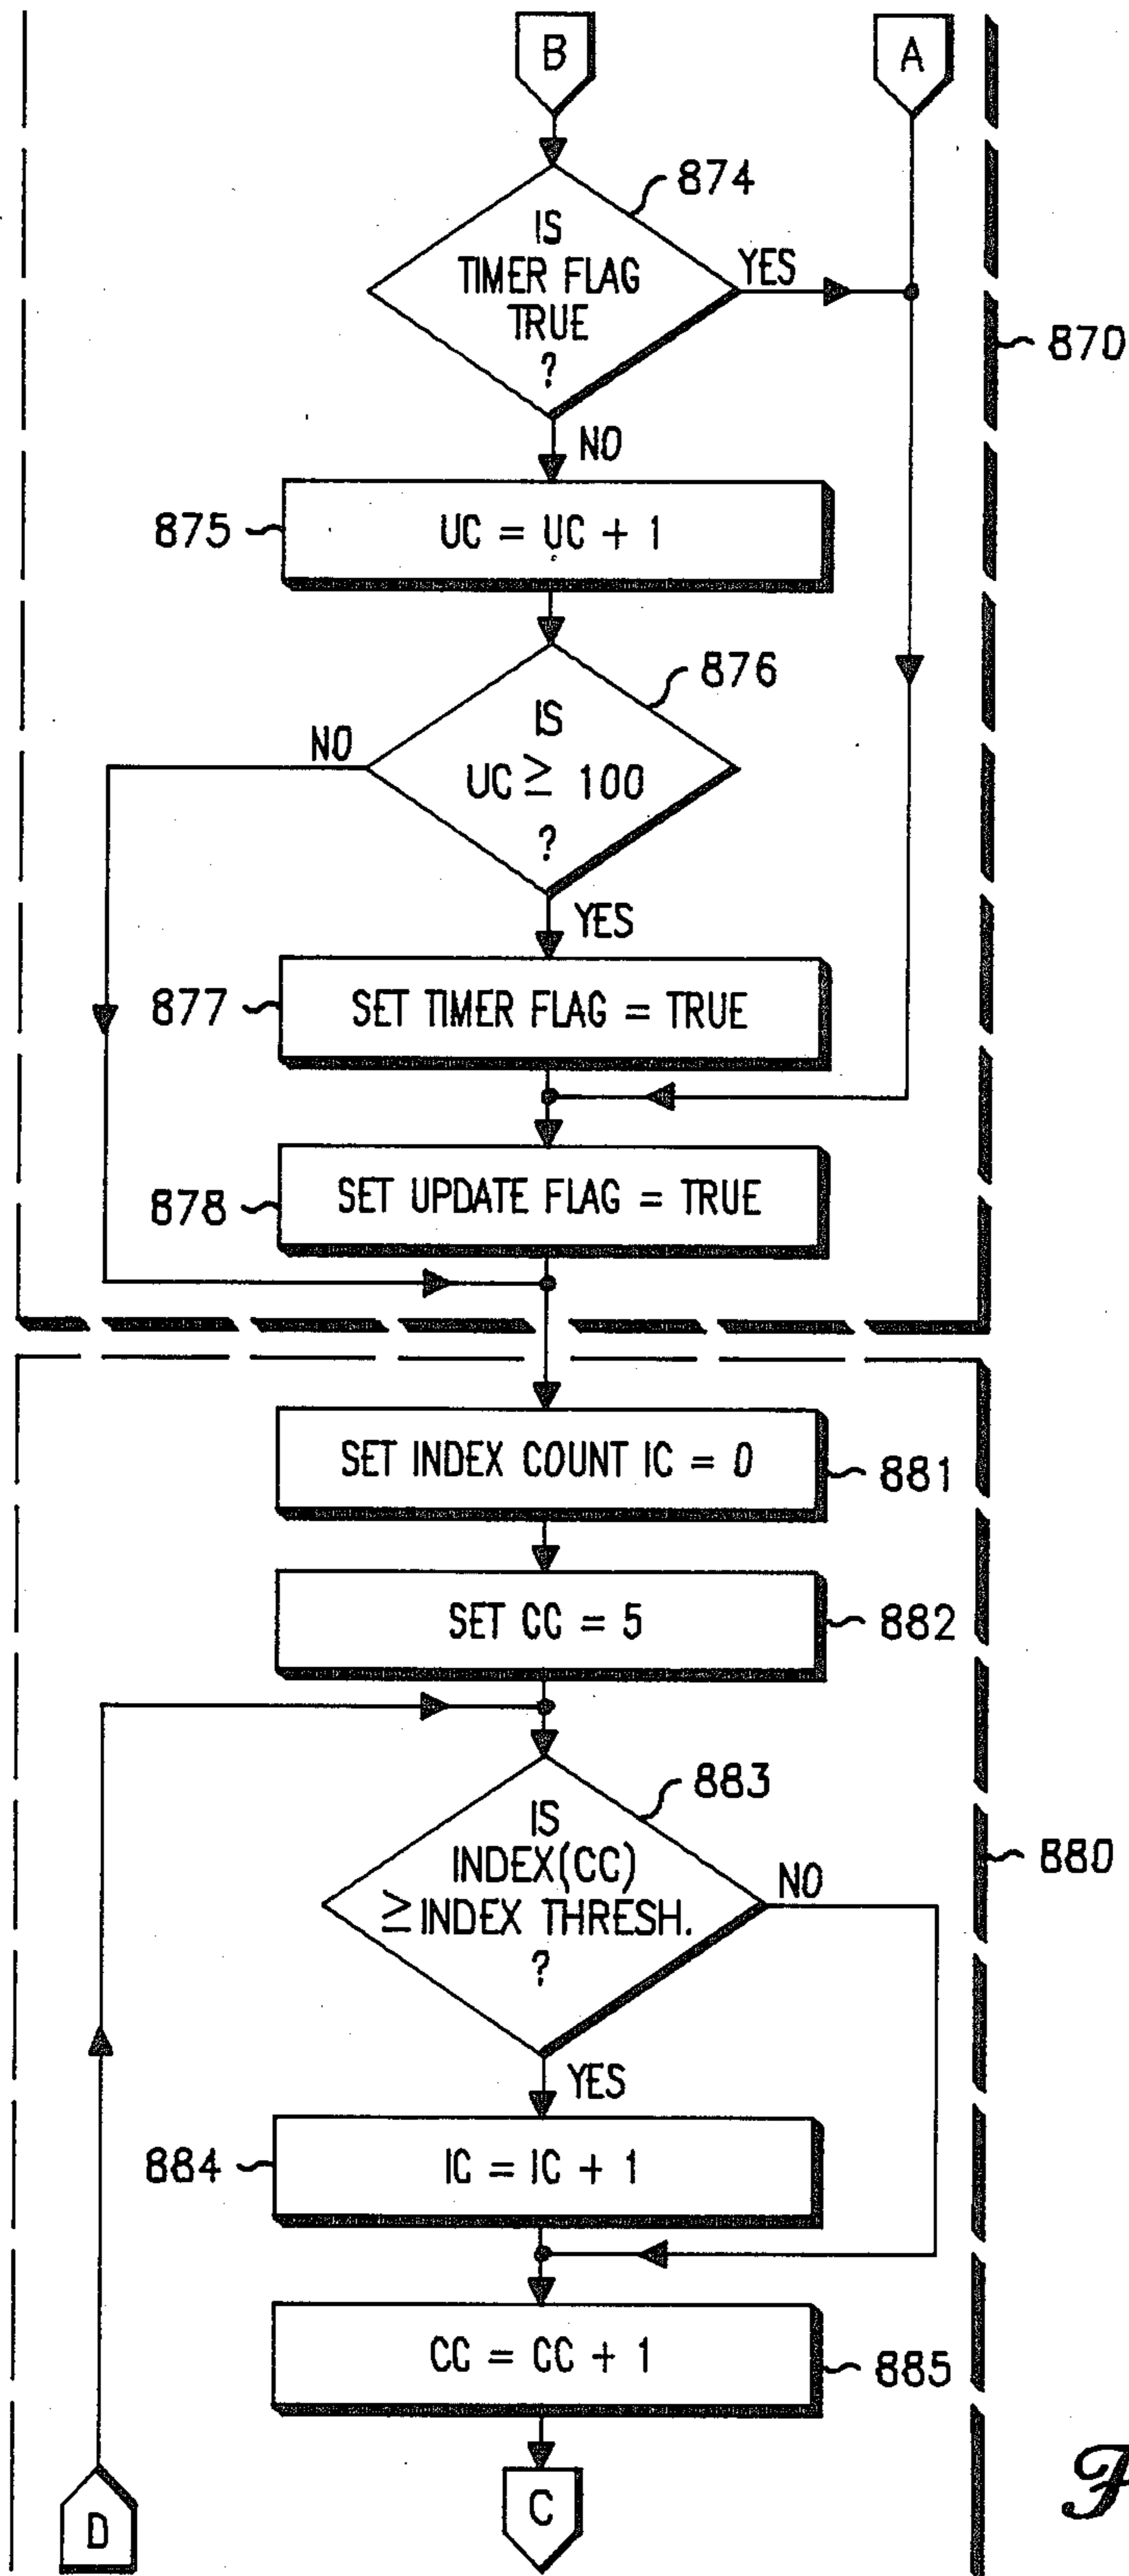 B
A
874
IS
TIMER FLAG
TRUE
?
YES
870
NO
875
UC = UC + 1
876
IS
UC ≥ 100
?
NO
YES
877
SET TIMER FLAG = TRUE
878
SET UPDATE FLAG = TRUE
SET INDEX COUNT IC = 0
881
SET CC = 5
882
883
IS
INDEX(CC)
≥ INDEX THRESH.
?
NO
880
YES
884
IC = IC + 1
CC = CC + 1
885
D
C
F